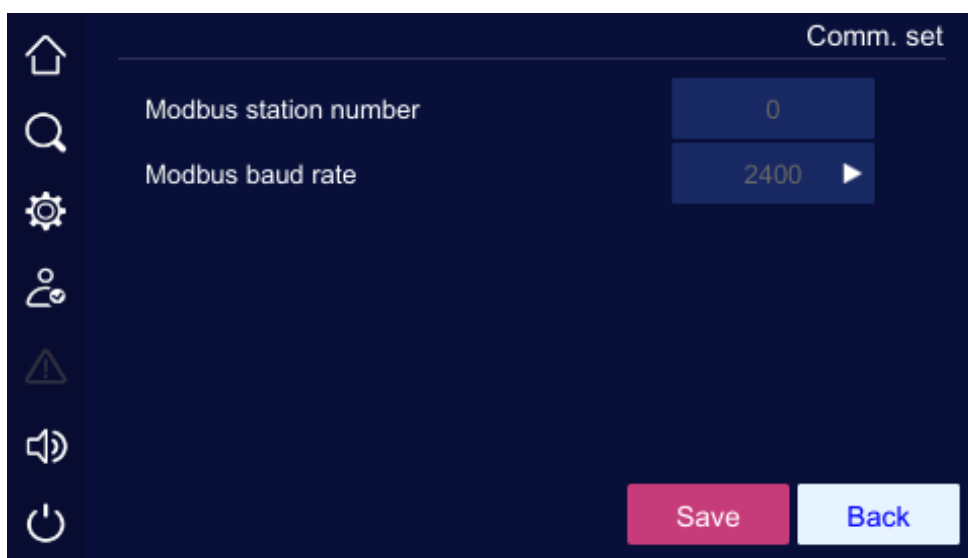 Comm. set
Modbus station number 0
Modbus baud rate 2400
Save Back